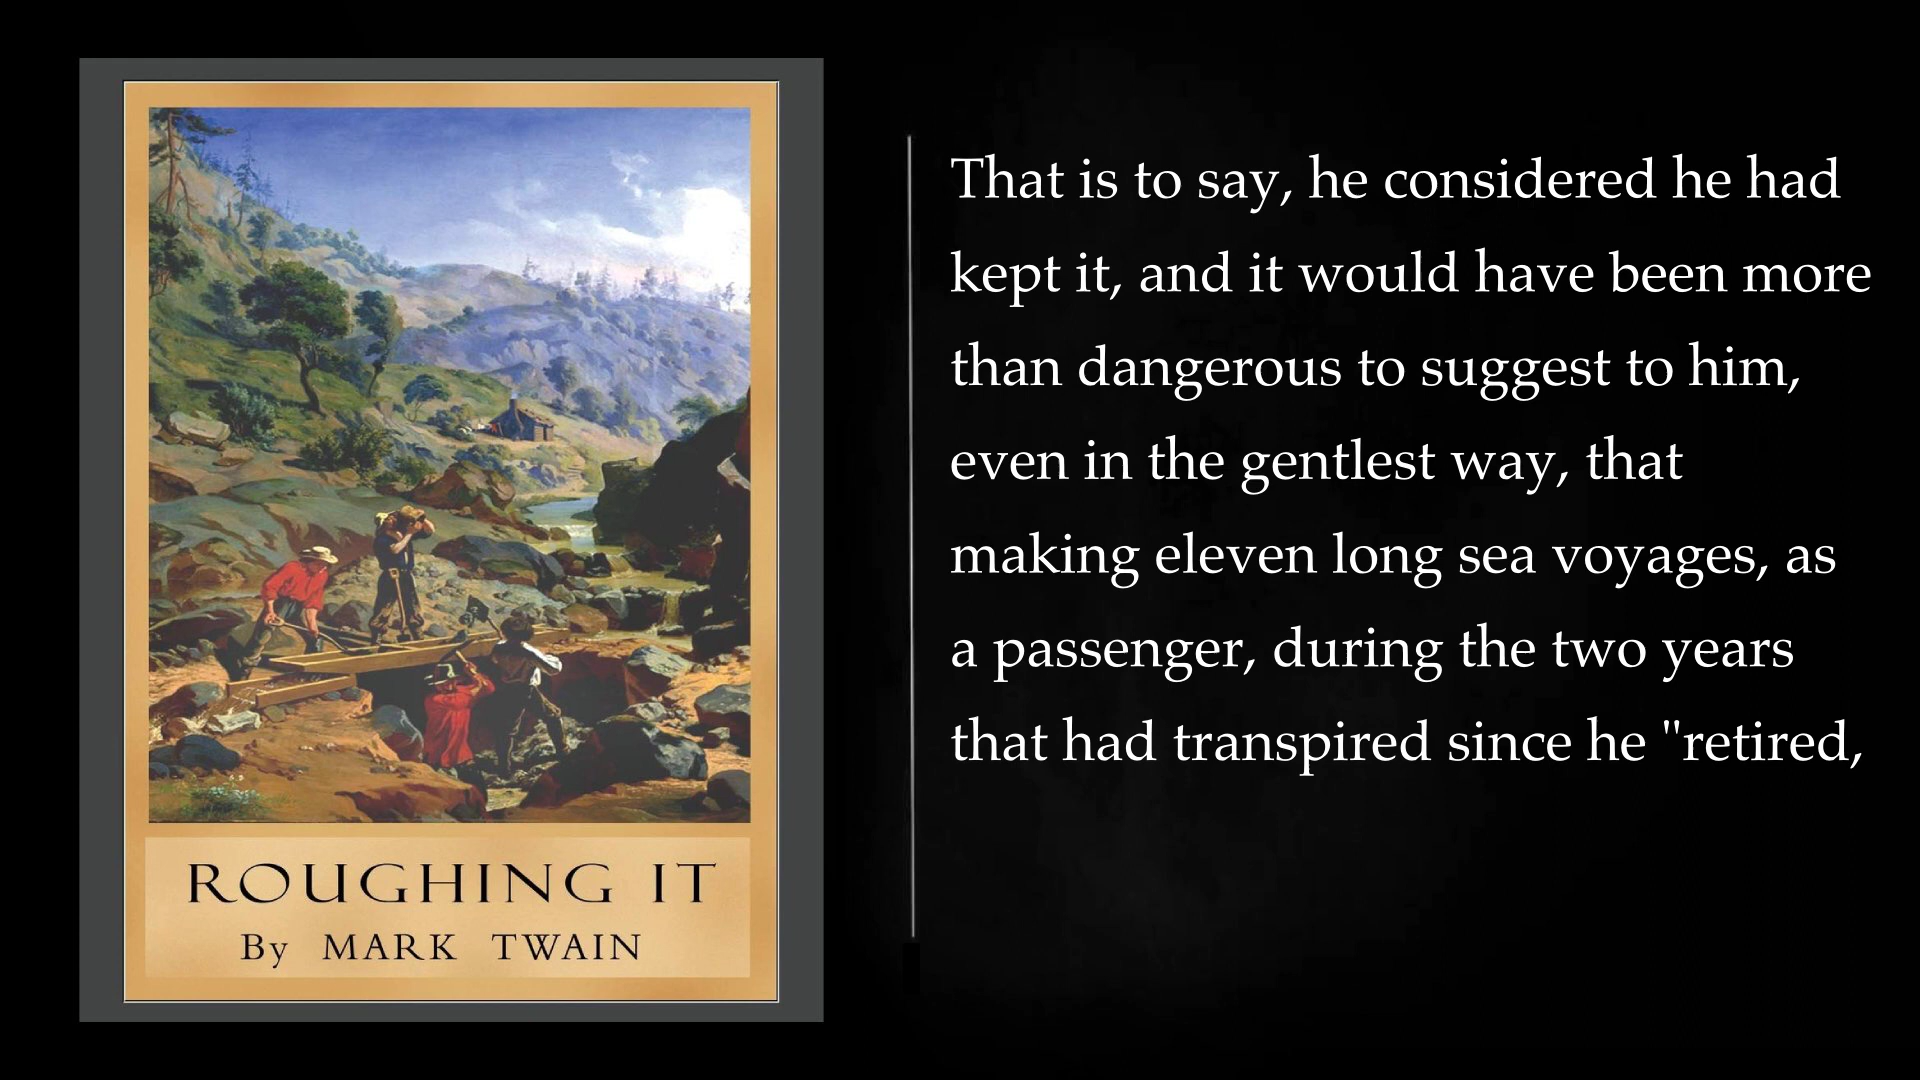 ROUGHING IT
By MARK TWAIN
That is to say, he considered he had
kept it, and it would have been more
than dangerous to suggest to him,
even in the gentlest way, that
making eleven long sea voyages, as
a passenger, during the two years
that had transpired since he "retired,